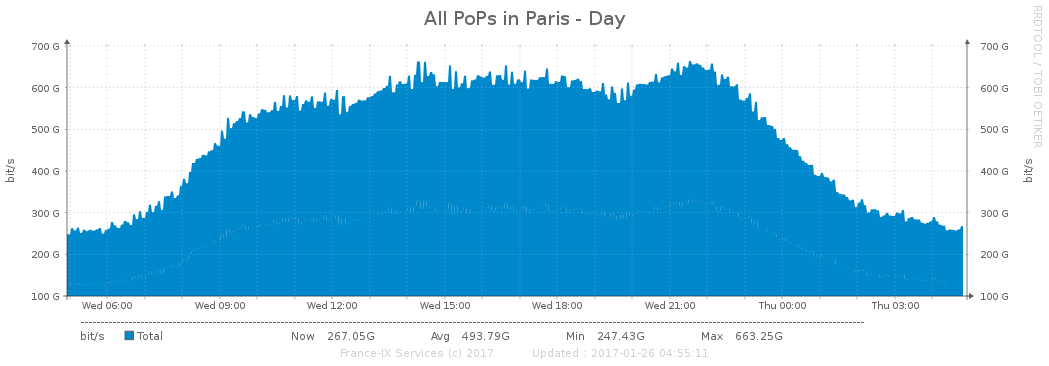 All PoPs in Paris - Day
RRDTOOL / TOBI OETIKER
700 G 700 G
600 G 600 G
500 G 500 G
400 G 400 G
300 G 300 G
200 G 200 G
100 G 100 G
bit/s bit/s
Wed 06:00 Wed 09:00 Wed 12:00 Wed 15:00 Wed 18:00 Wed 21:00 Thu 00:00 Thu 03:00
bit/s Total Now 267.05G Avg 493.79G Min 247.43G Max 663.25G
France-IX Services (c) 2017 Updated : 2017-01-26 04:55:11